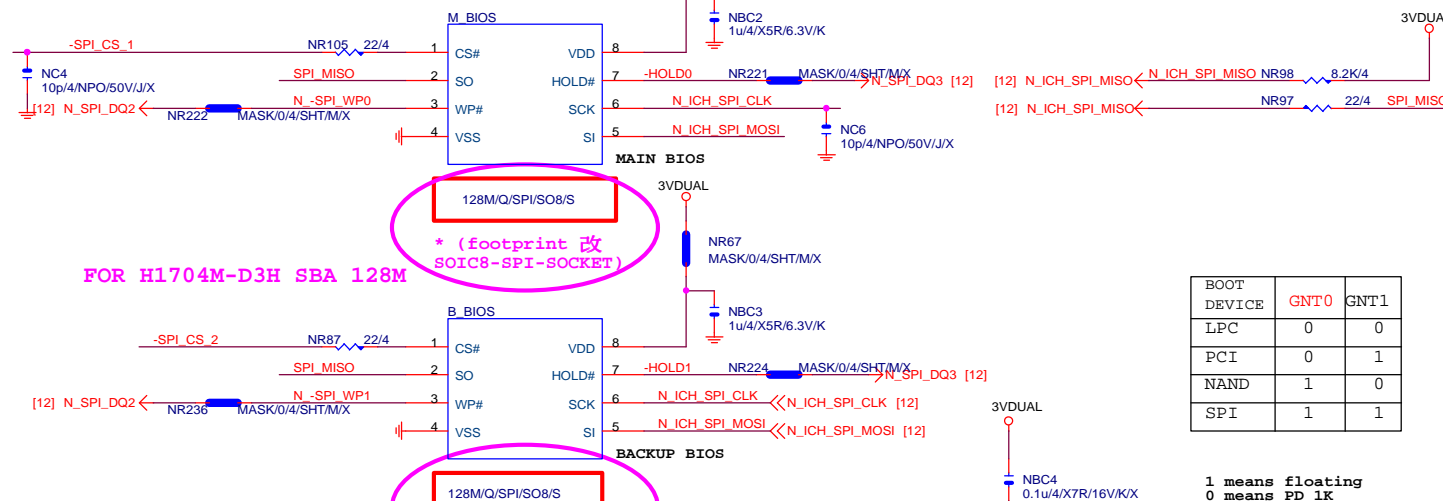 M_BIOS
NBC2
1u/4/X5R/6.3V/K
3VDUA
-SPI_CS_1
NR105 22/4
1 CS# VDD 8
NC4
10p/4/NPO/50V/J/X
SPI_MISO
2 SO HOLD# 7
-HOLD0 NR221 MASK/0/4/SHT/M/X N_SPI_DQ3 [12]
[12] N_ICH_SPI_MISO N_ICH_SPI_MISO NR98 8.2K/4
[12] N_SPI_DQ2 N_-SPI_WP0
NR222 MASK/0/4/SHT/M/X
3 WP# SCK 6
N_ICH_SPI_CLK
[12] N_ICH_SPI_MISO NR97 22/4 SPI_MISO
4 VSS SI 5
N_ICH_SPI_MOSI
NC6
10p/4/NPO/50V/J/X
MAIN BIOS
128M/Q/SPI/SO8/S
3VDUAL
* (footprint 改
SOIC8-SPI-SOCKET)
NR67
MASK/0/4/SHT/M/X
FOR H1704M-D3H SBA 128M
B_BIOS
NBC3
1u/4/X5R/6.3V/K
-SPI_CS_2 NR87 22/4
1 CS# VDD 8
SPI_MISO
2 SO HOLD# 7
-HOLD1 NR224 MASK/0/4/SHT/M/X N_SPI_DQ3 [12]
[12] N_SPI_DQ2 N_-SPI_WP1
NR236 MASK/0/4/SHT/M/X
3 WP# SCK 6
N_ICH_SPI_CLK N_ICH_SPI_CLK [12]
4 VSS SI 5
N_ICH_SPI_MOSI N_ICH_SPI_MOSI [12]
BACKUP BIOS
128M/Q/SPI/SO8/S
3VDUAL
NBC4
0.1u/4/X7R/16V/K/X
BOOT DEVICE GNT0 GNT1
LPC 0 0
PCI 0 1
NAND 1 0
SPI 1 1
1 means floating
0 means PD 1K